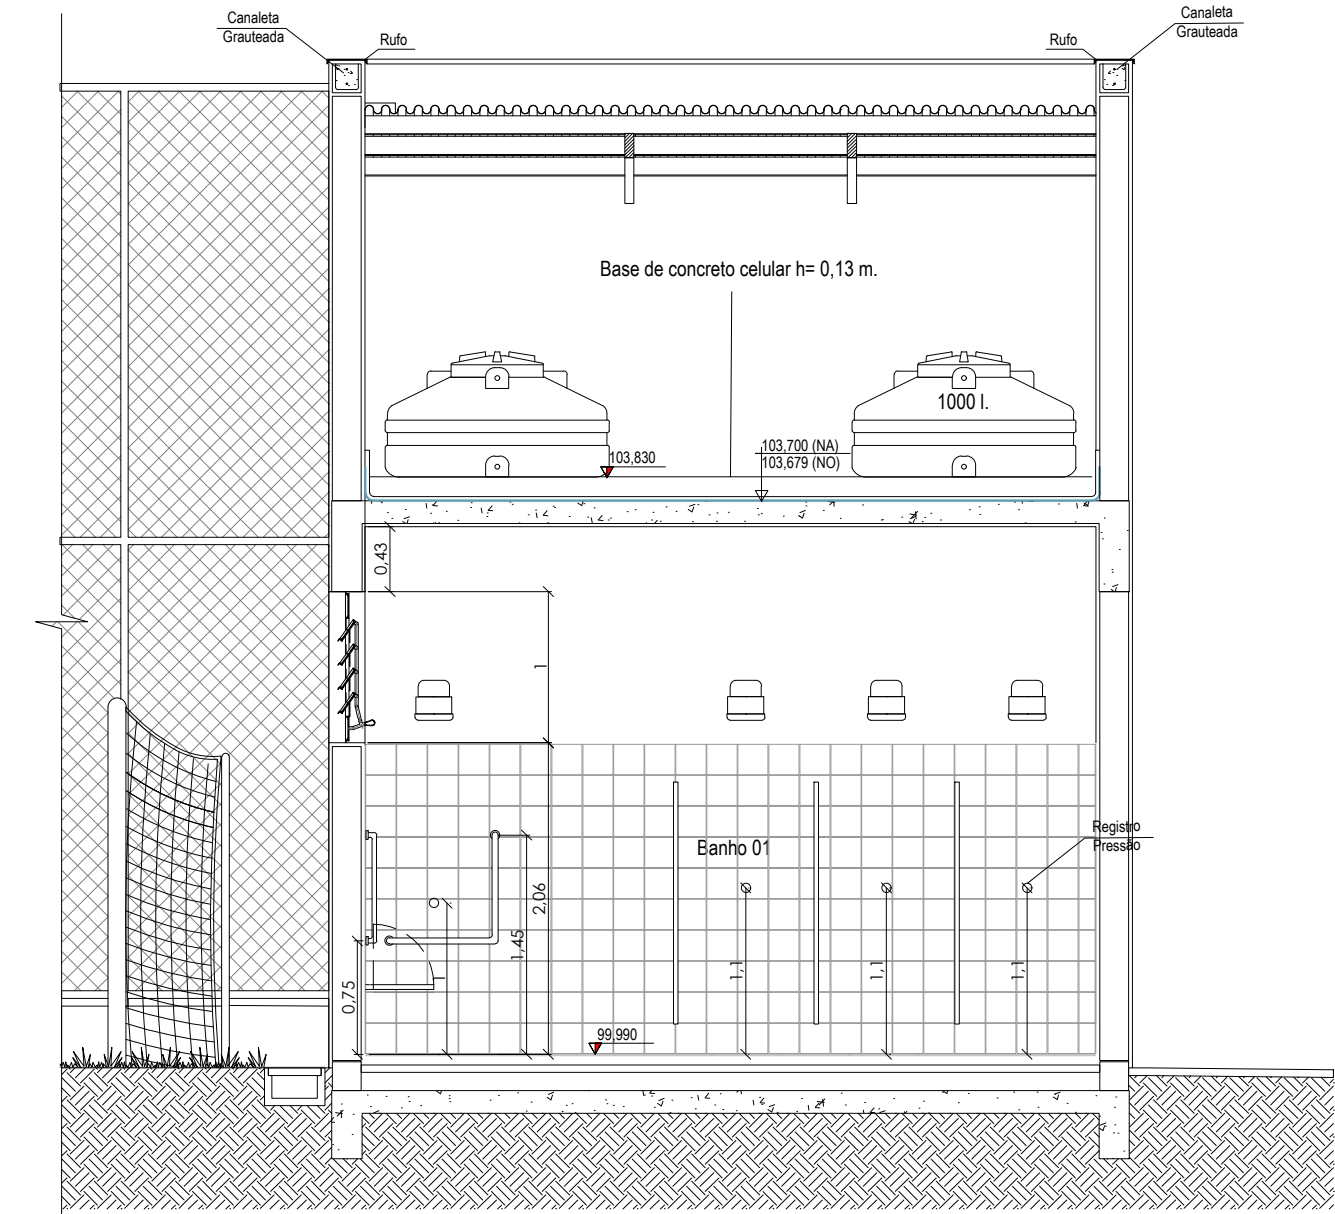 Canaleta
Grauteada
Rufo
Rufo
Canaleta
Grauteada
Base de concreto celular h= 0,13 m.
1000 l.
103,830
103,700 (NA)
103,679 (NO)
0,43
1
Banho 01
Registro
Pressão
2,06
1,45
1
0,75
1,1
1,1
1,1
99,990